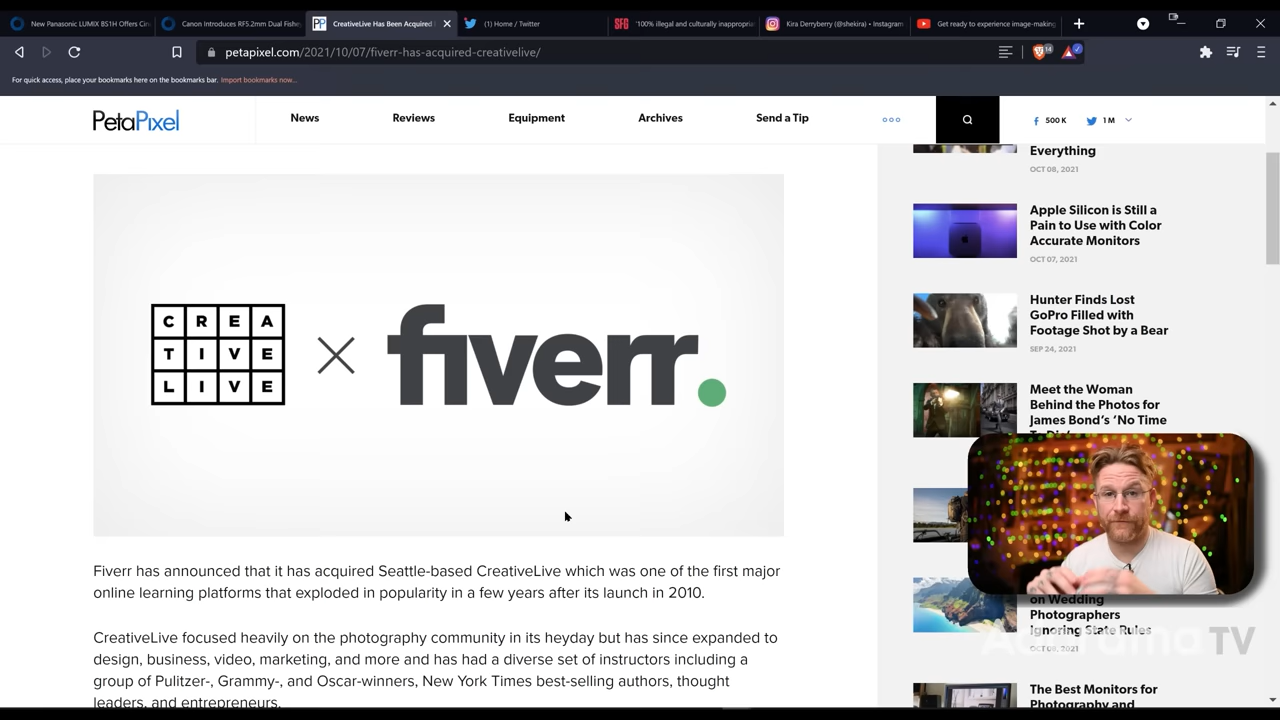 New Panasonic LUMIX BS1H Offers Cin
Canon Introduces RF5.2mm Dual Fishe
CreativeLive Has Been Acquired
(1) Home / Twitter
SFG
'100% illegal and culturally inappropria
Kira Derryberry (@shekira) • Instagram
Get ready to experience image-making
petapixel.com/2021/10/07/fiverr-has-acquired-creativelive/
14
For quick access, place your bookmarks here on the bookmarks bar. Import bookmarks now...
PetaPixel
News
Reviews
Equipment
Archives
Send a Tip
500 K
1 M
CREA
TIVE
LIVE
fiverr.
Fiverr has announced that it has acquired Seattle-based CreativeLive which was one of the first major
online learning platforms that exploded in popularity in a few years after its launch in 2010.
CreativeLive focused heavily on the photography community in its heyday but has since expanded to
design, business, video, marketing, and more and has had a diverse set of instructors including a
group of Pulitzer-, Grammy-, and Oscar-winners, New York Times best-selling authors, thought
leaders, and entrepreneurs.
Everything
OCT 08, 2021
Apple Silicon is Still a
Pain to Use with Color
Accurate Monitors
OCT 07, 2021
Hunter Finds Lost
GoPro Filled with
Footage Shot by a Bear
SEP 24, 2021
Meet the Woman
Behind the Photos for
James Bond's 'No Time
To Die'
on Wedding
Photographers
Ignoring State Rules
The Best Monitors for
Photography and
TV